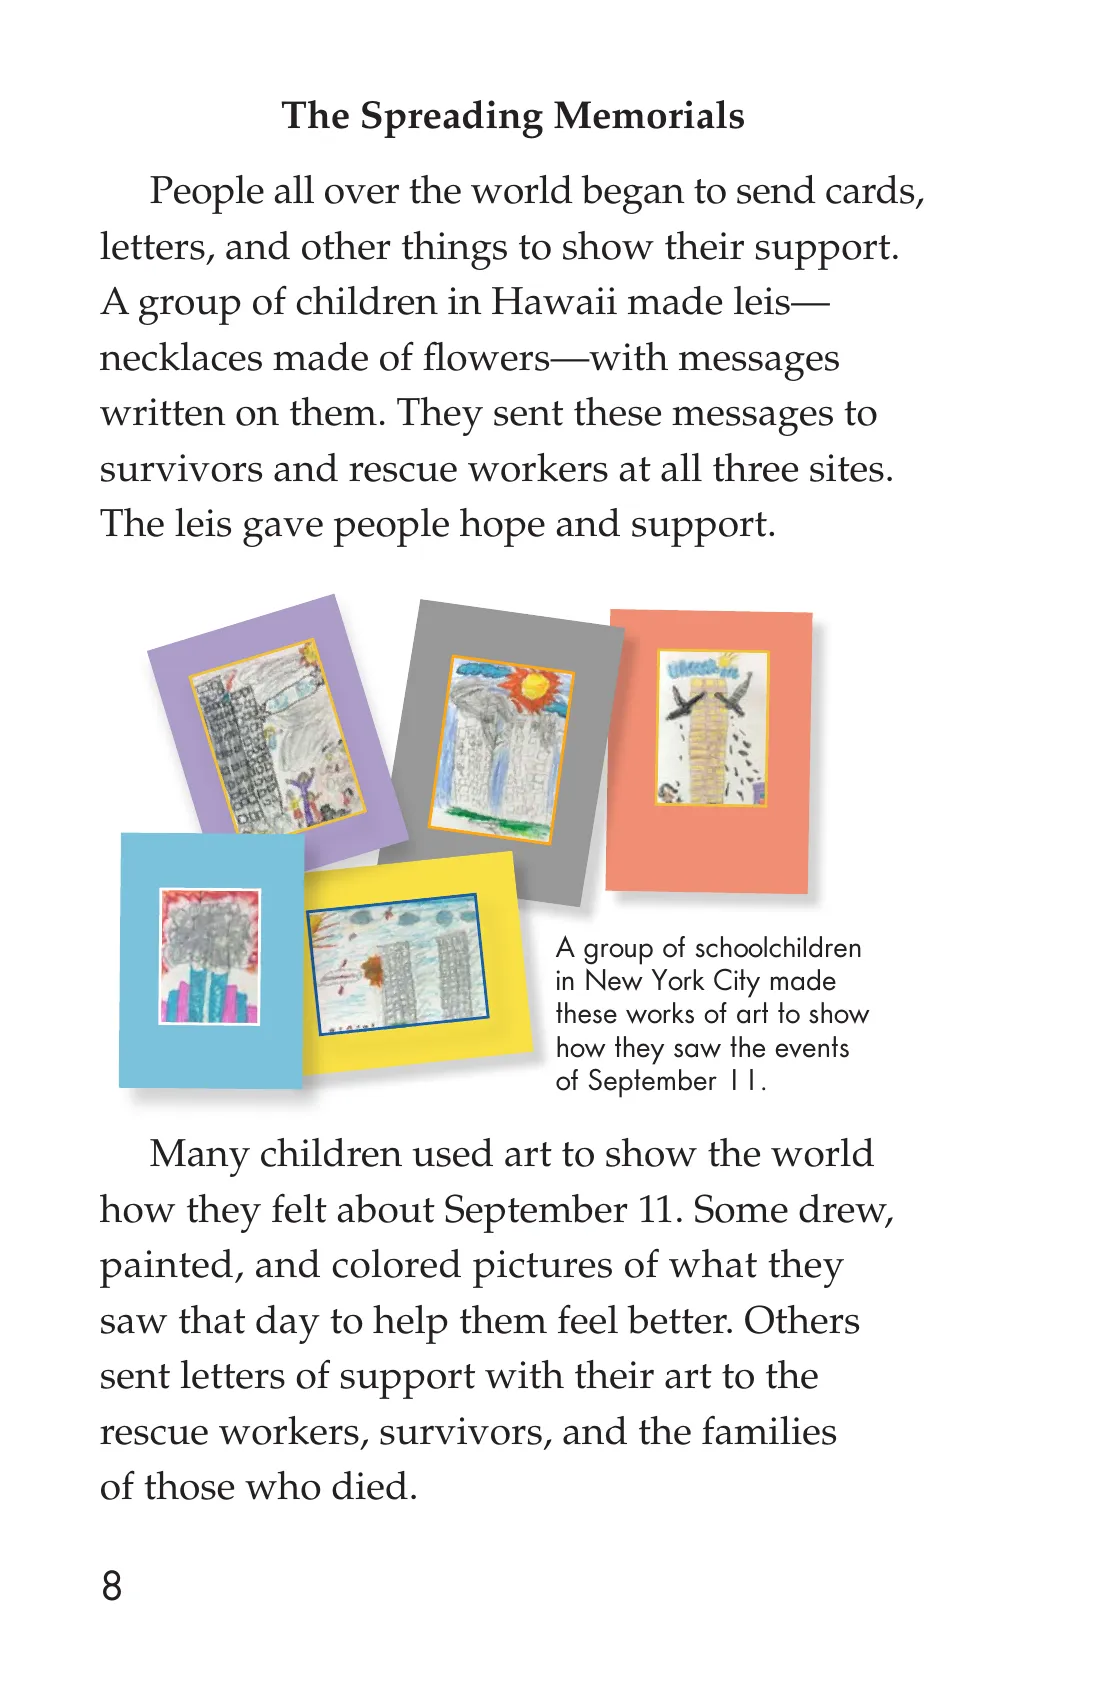 The Spreading Memorials
People all over the world began to send cards,
letters, and other things to show their support.
A group of children in Hawaii made leis—
necklaces made of flowers—with messages
written on them. They sent these messages to
survivors and rescue workers at all three sites.
The leis gave people hope and support.
A group of schoolchildren
in New York City made
these works of art to show
how they saw the events
of September 11.
Many children used art to show the world
how they felt about September 11. Some drew,
painted, and colored pictures of what they
saw that day to help them feel better. Others
sent letters of support with their art to the
rescue workers, survivors, and the families
of those who died.
8